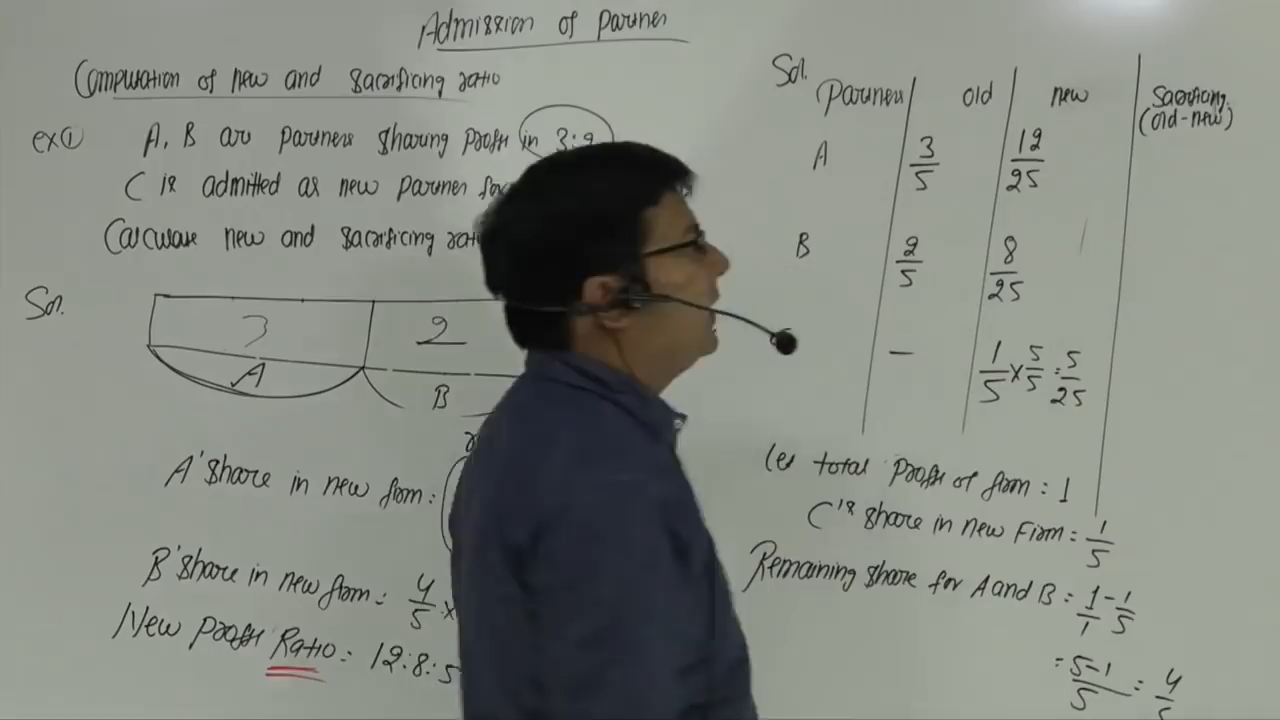 Admission of Partner
Computation of new and Sacrificing ratio
ex① A, B are partners sharing profit in 3:2
C is admitted as new partner for
Calculate new and Sacrificing ratio
Sol.
3 2
A B
A's share in new firm:
B's share in new firm: 4/5 ×
New Profit Ratio: 12:8:5
Sol.
Partners old new Sacrificing
(old-new)
A 3/5 12/25
B 2/5 8/25
— 1/5 × 5/5 = 5/25
let total profit of firm: 1
C's share in new Firm = 1/5
Remaining share for A and B = 1/1 - 1/5
= 5-1/5 = 4/5